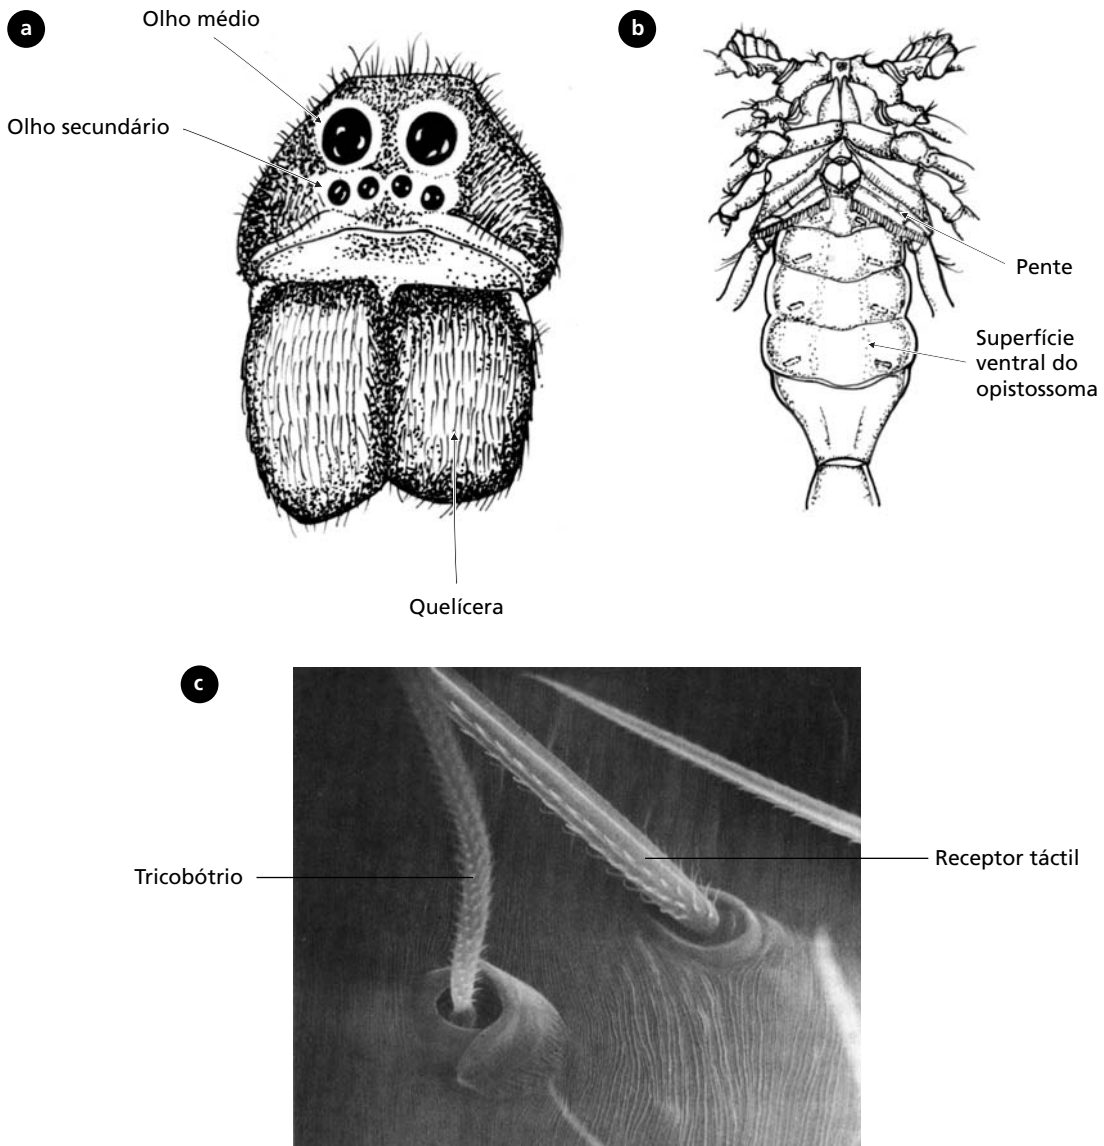 a
Olho médio
Olho secundário
Quelícera
b
Pente
Superfície
ventral do
opistossoma
c
Tricobótrio
Receptor táctil